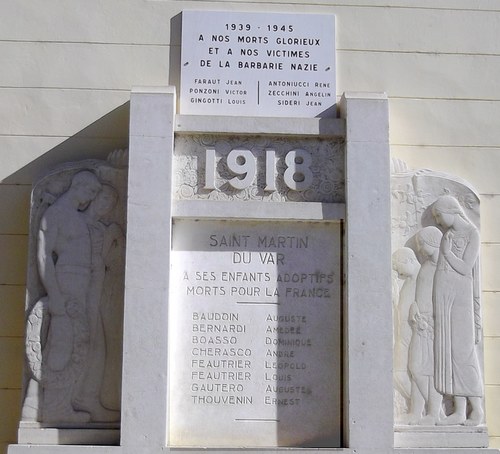 1939 - 1945
A NOS MORTS GLORIEUX
ET A NOS VICTIMES
DE LA BARBARIE NAZIE
FARAUT JEAN
PONZONI VICTOR
GINGOTTI LOUIS
ANTONIUCCI RENE
ZECCHINI ANGELIN
SIDERI JEAN
1918
SAINT MARTIN
DU VAR
A SES ENFANTS ADOPTIFS
MORTS POUR LA FRANCE
BAUDOIN AUGUSTE
BERNARDI AMEDEE
BOASSO DOMINIQUE
CHERASCO ANDRE
FEAUTRIER LEOPOLD
FEAUTRIER LOUIS
GAUTERO AUGUSTEN
THOUVENIN ERNEST